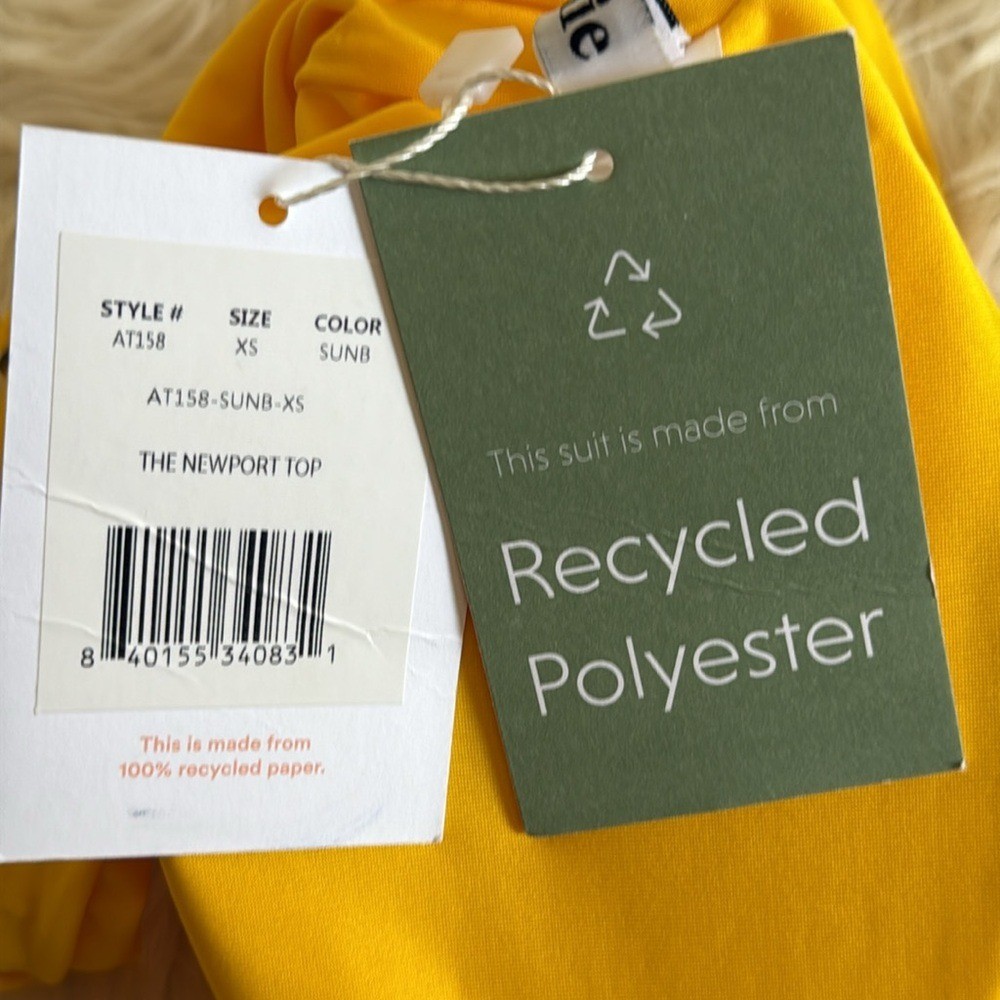 ie
STYLE # SIZE COLOR
AT158 XS SUNB
AT158-SUNB-XS
THE NEWPORT TOP
8 40155 34083 1
This is made from
100% recycled paper.
This suit is made from
Recycled
Polyester